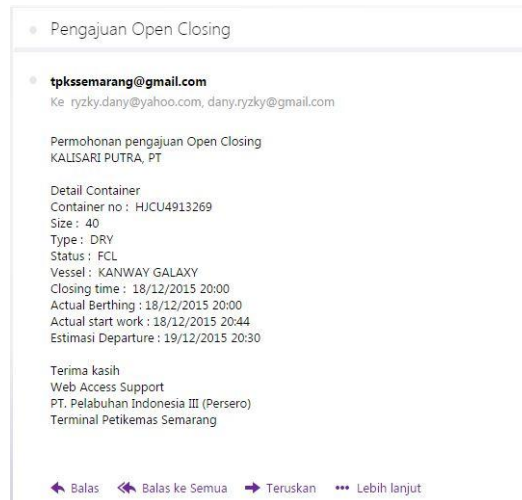 Pengajuan Open Closing
tpkssemarang@gmail.com
Ke ryzky.dany@yahoo.com, dany.ryzky@gmail.com
Permohonan pengajuan Open Closing
KALISARI PUTRA, PT
Detail Container
Container no : HJCU4913269
Size : 40
Type : DRY
Status : FCL
Vessel : KANWAY GALAXY
Closing time : 18/12/2015 20:00
Actual Berthing : 18/12/2015 20:00
Actual start work : 18/12/2015 20:44
Estimasi Departure : 19/12/2015 20:30
Terima kasih
Web Access Support
PT. Pelabuhan Indonesia III (Persero)
Terminal Petikemas Semarang
Balas Balas ke Semua Teruskan Lebih lanjut